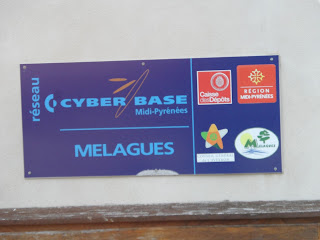 réseau
CYBER BASE
Midi-Pyrénées
MELAGUES
Caisse
des Dépôts
RÉGION
MIDI-PYRÉNÉES